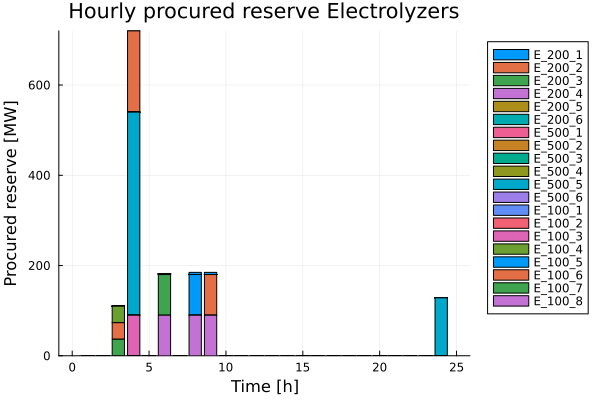 Hourly procured reserve Electrolyzers
Procured reserve [MW]
600
400
200
0
0 5 10 15 20 25
Time [h]
E_200_1
E_200_2
E_200_3
E_200_4
E_200_5
E_200_6
E_500_1
E_500_2
E_500_3
E_500_4
E_500_5
E_500_6
E_100_1
E_100_2
E_100_3
E_100_4
E_100_5
E_100_6
E_100_7
E_100_8